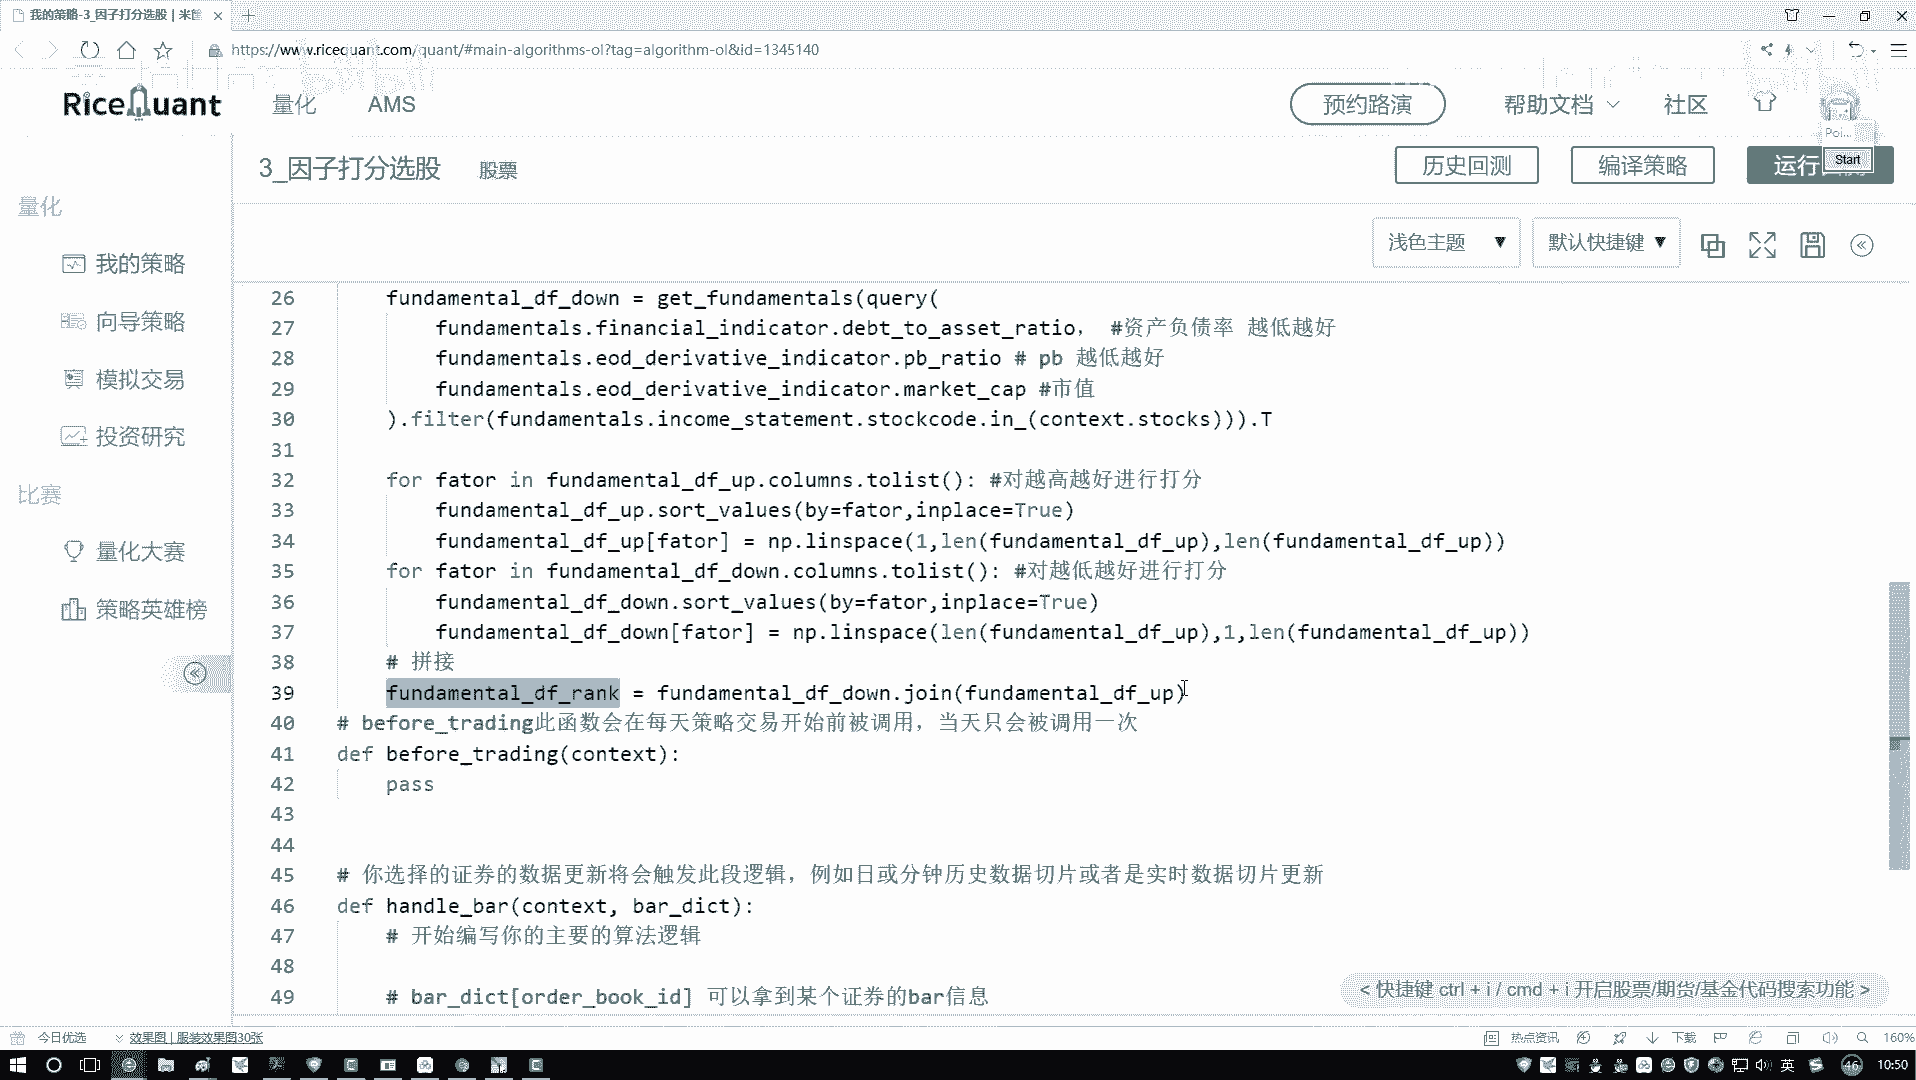 我的策略-3_因子打分选股 | 米筐
https://www.ricequant.com/quant/#main-algorithms-ol?tag=algorithm-ol&id=1345140
RiceQuant 量化 AMS 预约路演 帮助文档 社区
Poi...
3_因子打分选股 股票 历史回测 编译策略 运行
Start
量化
浅色主题 默认快捷键
我的策略
向导策略
模拟交易
投资研究
比赛
量化大赛
策略英雄榜
26 fundamental_df_down = get_fundamentals(query(
27 fundamentals.financial_indicator.debt_to_asset_ratio, #资产负债率 越低越好
28 fundamentals.eod_derivative_indicator.pb_ratio # pb 越低越好
29 fundamentals.eod_derivative_indicator.market_cap #市值
30 ).filter(fundamentals.income_statement.stockcode.in_(context.stocks))).T
31
32 for fator in fundamental_df_up.columns.tolist(): #对越高越好进行打分
33 fundamental_df_up.sort_values(by=fator,inplace=True)
34 fundamental_df_up[fator] = np.linspace(1,len(fundamental_df_up),len(fundamental_df_up))
35 for fator in fundamental_df_down.columns.tolist(): #对越低越好进行打分
36 fundamental_df_down.sort_values(by=fator,inplace=True)
37 fundamental_df_down[fator] = np.linspace(len(fundamental_df_up),1,len(fundamental_df_up))
38 # 拼接
39 fundamental_df_rank = fundamental_df_down.join(fundamental_df_up)
40 # before_trading此函数会在每天策略交易开始前被调用，当天只会被调用一次
41 def before_trading(context):
42 pass
43
44
45 # 你选择的证券的数据更新将会触发此段逻辑，例如日或分钟历史数据切片或者是实时数据切片更新
46 def handle_bar(context, bar_dict):
47 # 开始编写你的主要的算法逻辑
48
49 # bar_dict[order_book_id] 可以拿到某个证券的bar信息
< 快捷键 ctrl + i / cmd + i 开启股票/期货/基金代码搜索功能 >
今日优选 效果图 | 服装效果图30张 热点资讯 下载 160%
英 46 10:50